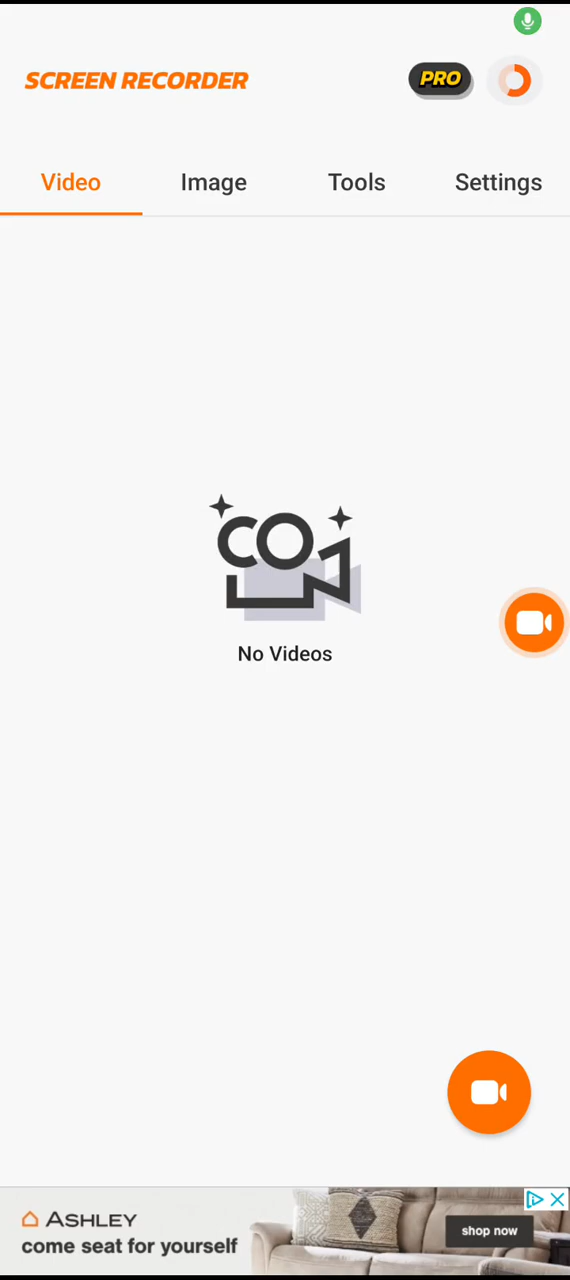 SCREEN RECORDER
PRO
Video
Image
Tools
Settings
No Videos
ASHLEY
come seat for yourself
shop now